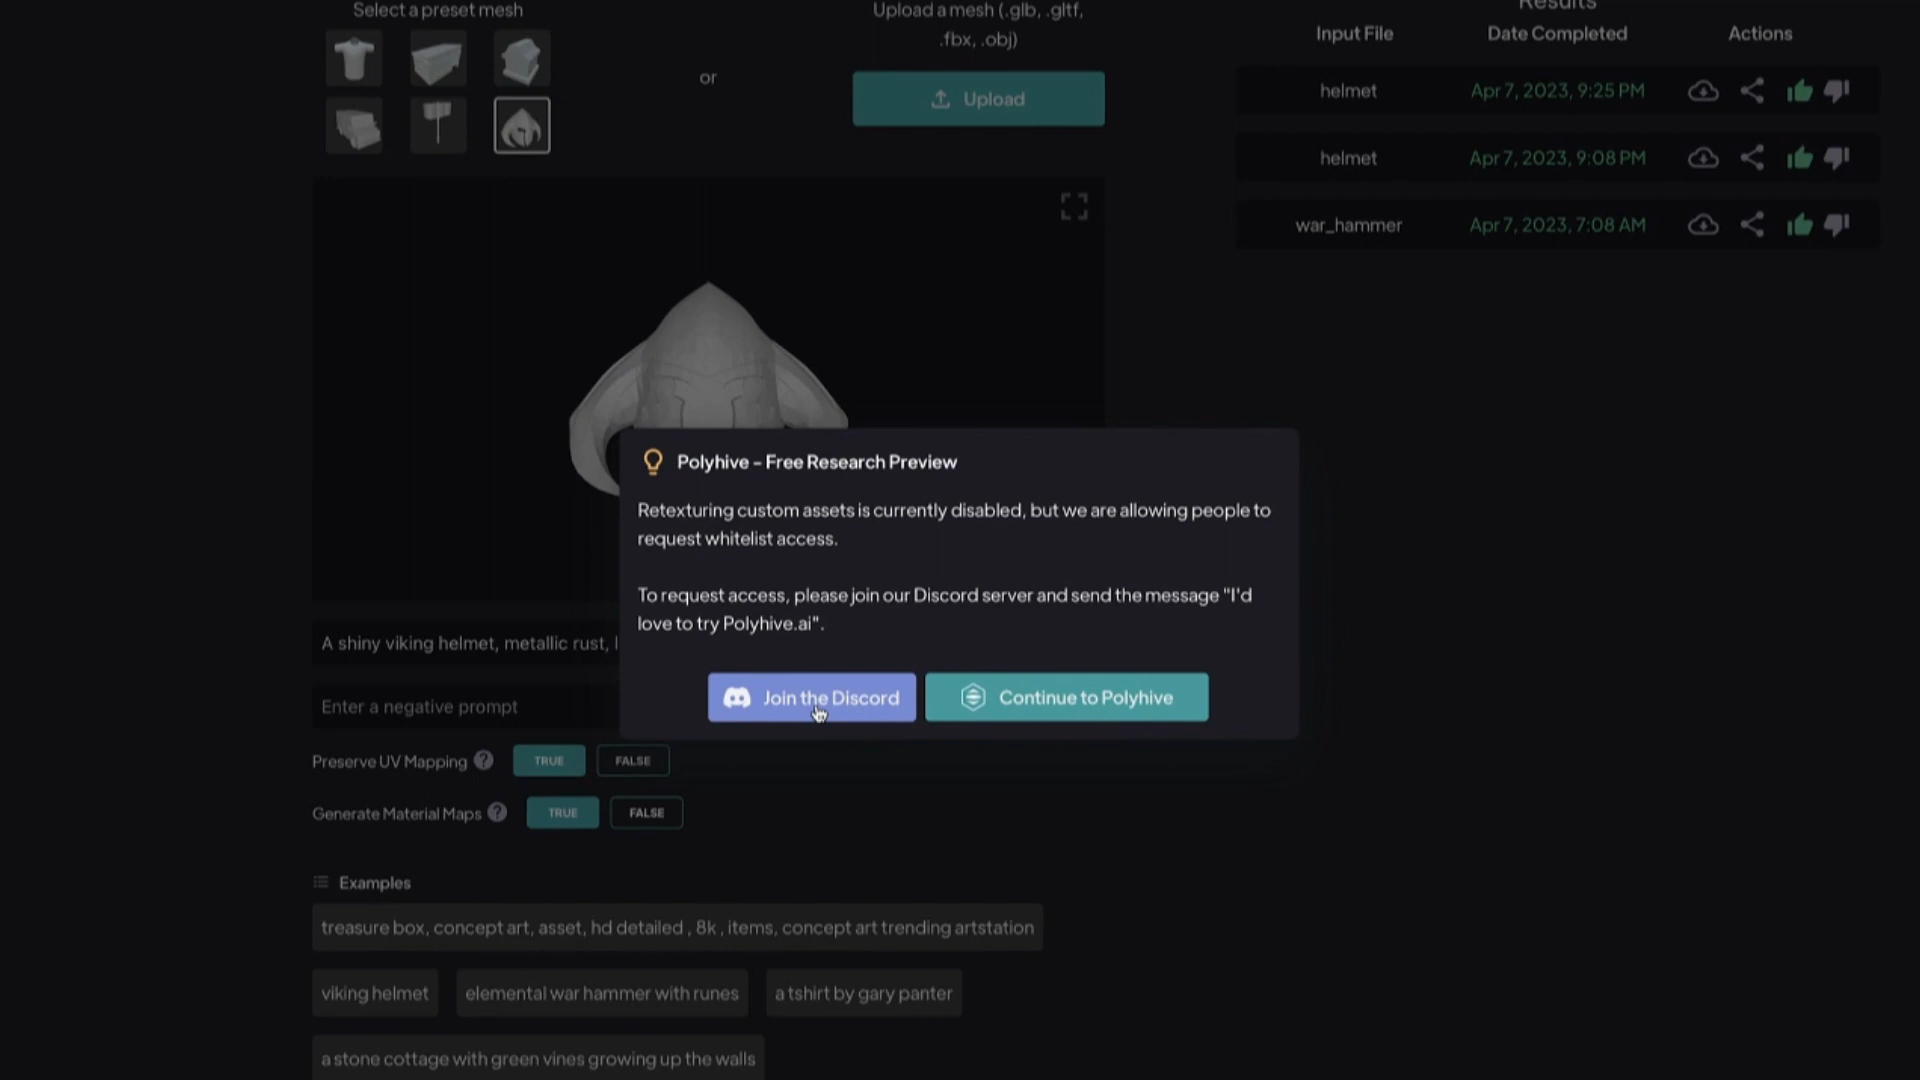 Select a preset mesh
or
Upload a mesh (.glb, .gltf,
.fbx, .obj)
Upload
Results
Input File Date Completed Actions
helmet Apr 7, 2023, 9:25 PM
helmet Apr 7, 2023, 9:08 PM
war_hammer Apr 7, 2023, 7:08 AM
Polyhive - Free Research Preview
Retexturing custom assets is currently disabled, but we are allowing people to
request whitelist access.
To request access, please join our Discord server and send the message "I'd
love to try Polyhive.ai".
Join the Discord Continue to Polyhive
A shiny viking helmet, metallic rust,
Enter a negative prompt
Preserve UV Mapping ? TRUE FALSE
Generate Material Maps ? TRUE FALSE
Examples
treasure box, concept art, asset, hd detailed , 8k , items, concept art trending artstation
viking helmet elemental war hammer with runes a tshirt by gary panter
a stone cottage with green vines growing up the walls